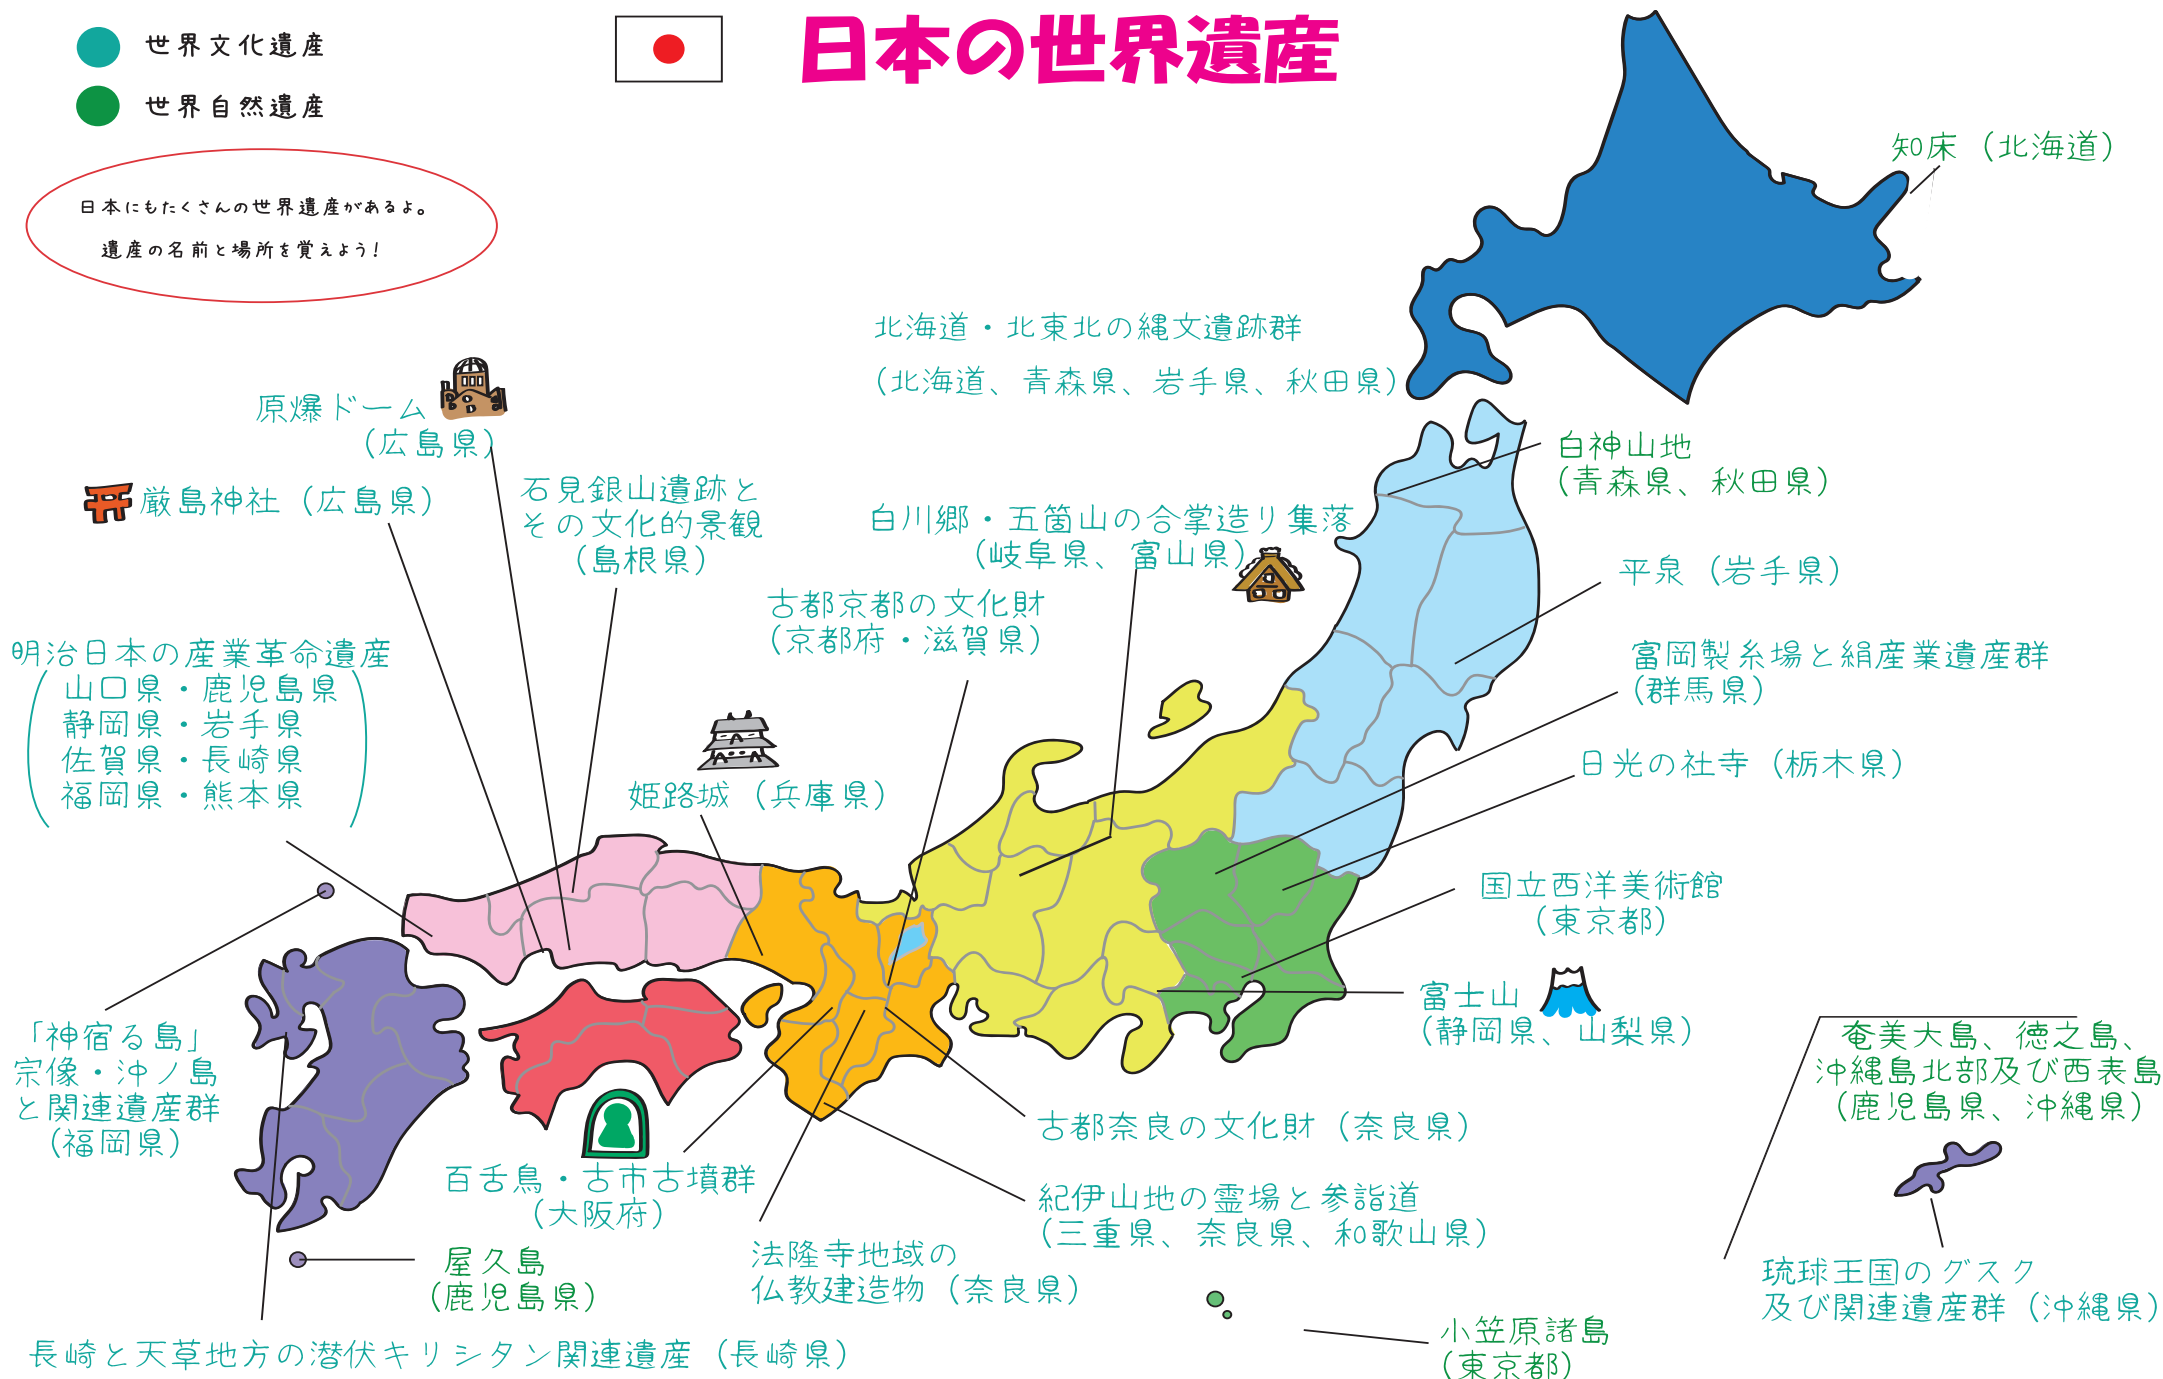 日本の世界遺産
世界文化遺産
世界自然遺産
日本にもたくさんの世界遺産があるよ。
遺産の名前と場所を覚えよう！
知床（北海道）
北海道・北東北の縄文遺跡群
（北海道、青森県、岩手県、秋田県）
原爆ドーム
（広島県）
厳島神社（広島県）
石見銀山遺跡と
その文化的景観
（島根県）
白川郷・五箇山の合掌造り集落
（岐阜県、富山県）
白神山地
（青森県、秋田県）
平泉（岩手県）
古都京都の文化財
（京都府・滋賀県）
明治日本の産業革命遺産
山口県・鹿児島県
静岡県・岩手県
佐賀県・長崎県
福岡県・熊本県
富岡製糸場と絹産業遺産群
（群馬県）
姫路城（兵庫県）
日光の社寺（栃木県）
国立西洋美術館
（東京都）
富士山
（静岡県、山梨県）
「神宿る島」
宗像・沖ノ島
と関連遺産群
（福岡県）
奄美大島、徳之島、
沖縄島北部及び西表島
（鹿児島県、沖縄県）
古都奈良の文化財（奈良県）
百舌鳥・古市古墳群
（大阪府）
紀伊山地の霊場と参詣道
（三重県、奈良県、和歌山県）
屋久島
（鹿児島県）
法隆寺地域の
仏教建造物（奈良県）
琉球王国のグスク
及び関連遺産群（沖縄県）
小笠原諸島
（東京都）
長崎と天草地方の潜伏キリシタン関連遺産（長崎県）